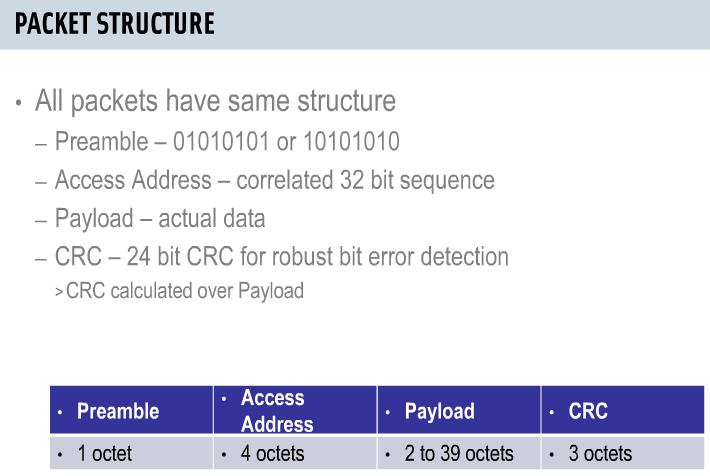 PACKET STRUCTURE
• All packets have same structure
– Preamble – 01010101 or 10101010
– Access Address – correlated 32 bit sequence
– Payload – actual data
– CRC – 24 bit CRC for robust bit error detection
> CRC calculated over Payload
• Preamble • Access Address • Payload • CRC
• 1 octet • 4 octets • 2 to 39 octets • 3 octets